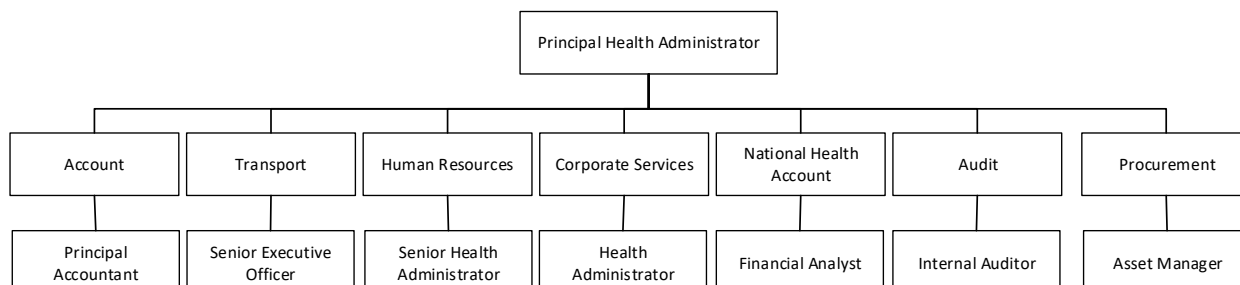 Principal Health Administrator
Account
Transport
Human Resources
Corporate Services
National Health
Account
Audit
Procurement
Principal
Accountant
Senior Executive
Officer
Senior Health
Administrator
Health
Administrator
Financial Analyst
Internal Auditor
Asset Manager